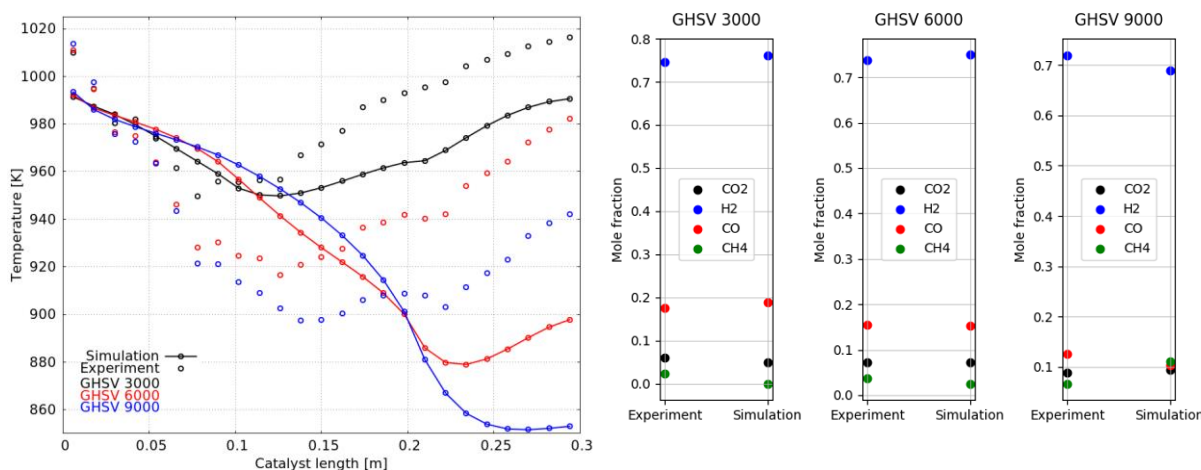 1020
1000
980
960
940
920
900
880
860
Temperature [K]
Simulation
Experiment
GHSV 3000
GHSV 6000
GHSV 9000
0 0.05 0.1 0.15 0.2 0.25 0.3
Catalyst length [m]
GHSV 3000
0.8
0.7
0.6
0.5
0.4
0.3
0.2
0.1
0.0
Mole fraction
CO2
H2
CO
CH4
Experiment Simulation
GHSV 6000
0.7
0.6
0.5
0.4
0.3
0.2
0.1
0.0
Mole fraction
CO2
H2
CO
CH4
Experiment Simulation
GHSV 9000
0.7
0.6
0.5
0.4
0.3
0.2
0.1
Mole fraction
CO2
H2
CO
CH4
Experiment Simulation